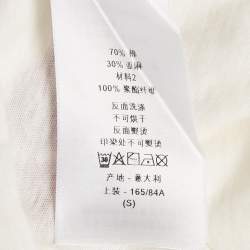 70% 棉
30% 亚麻
材料2
100% 聚酯纤维
反面洗涤
不可烘干
反面熨烫
印染处不可熨烫
30
产地 - 意大利
上装 - 165/84A
(S)